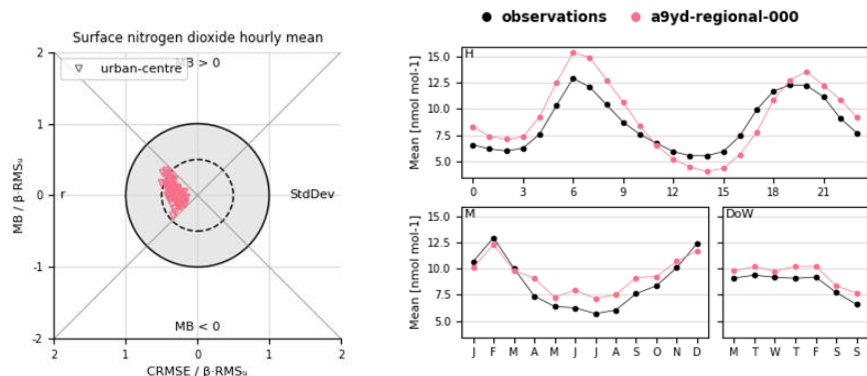 Surface nitrogen dioxide hourly mean
MB > 0
urban-centre
r
StdDev
MB < 0
2
1
0
-1
-2
2
1
0
1
2
MB / β·RMSᵤ
CRMSE / β·RMSᵤ
observations
a9yd-regional-000
H
Mean [nmol mol-1]
15.0
12.5
10.0
7.5
5.0
0
3
6
9
12
15
18
21
M
Mean [nmol mol-1]
15.0
12.5
10.0
7.5
5.0
J F M A M J J A S O N D
DoW
M T W T F S S